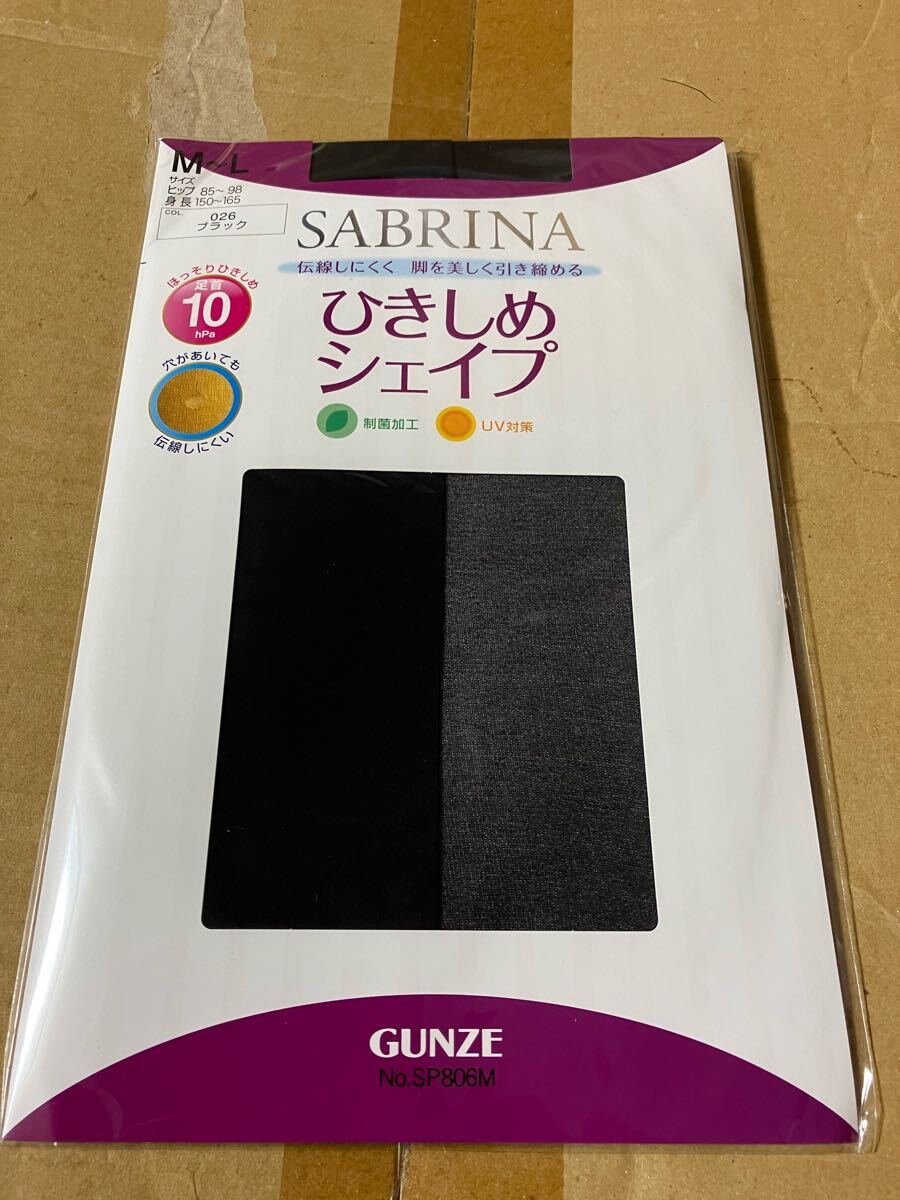 M~L
サイズ
ヒップ 85~98
身長 150~165
COL.
026
ブラック
SABRINA
伝線しにくく 脚を美しく引き締める
ほっそりひきしめ
足首
10
hPa
ひきしめ
シェイプ
穴があいても
伝線しにくい
制菌加工
UV対策
GUNZE
No.SP806M